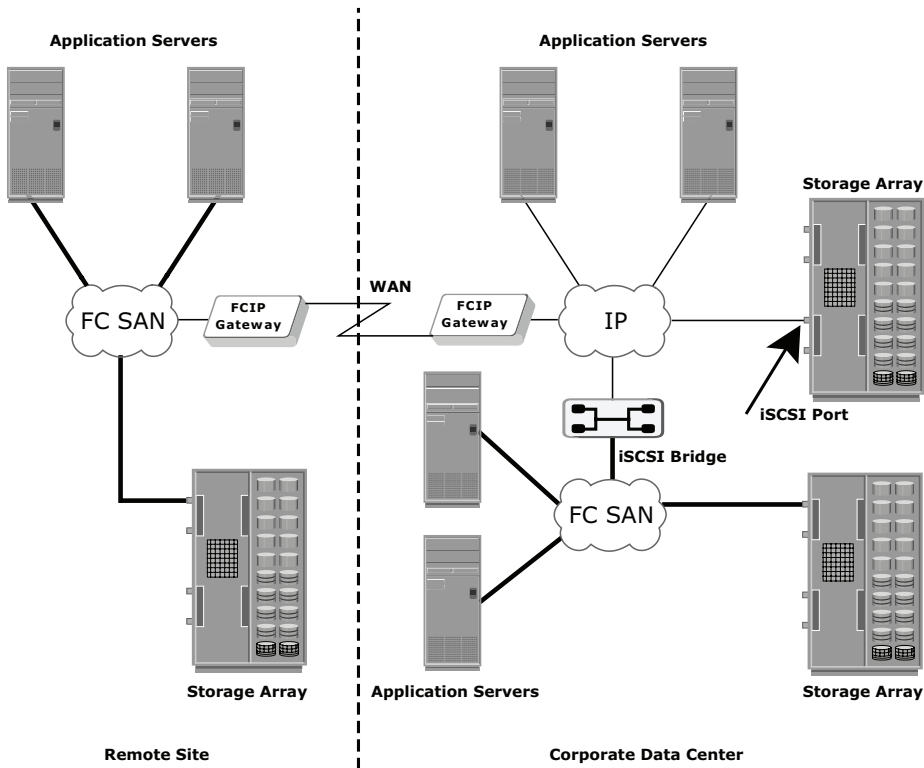 Application Servers
Application Servers
Storage Array
WAN
FC SAN
FCIP
Gateway
FCIP
Gateway
IP
iSCSI Port
iSCSI Bridge
FC SAN
Storage Array
Application Servers
Storage Array
Remote Site
Corporate Data Center